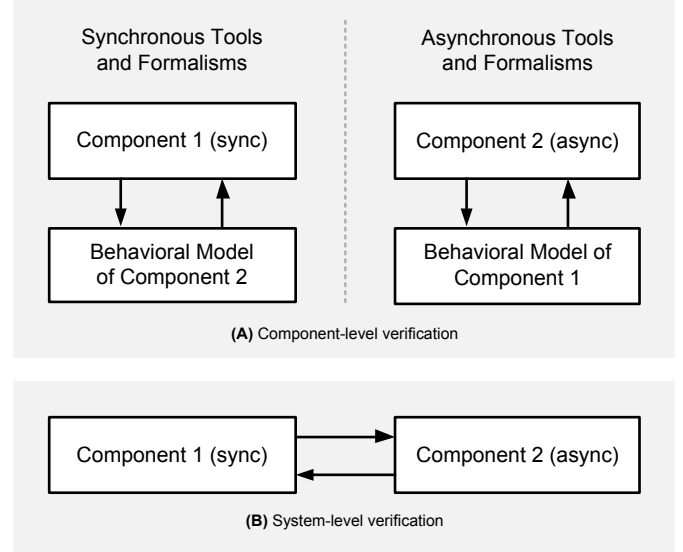 Synchronous Tools
and Formalisms
Asynchronous Tools
and Formalisms
Component 1 (sync)
Component 2 (async)
Behavioral Model
of Component 2
Behavioral Model of
Component 1
(A) Component-level verification
Component 1 (sync)
Component 2 (async)
(B) System-level verification